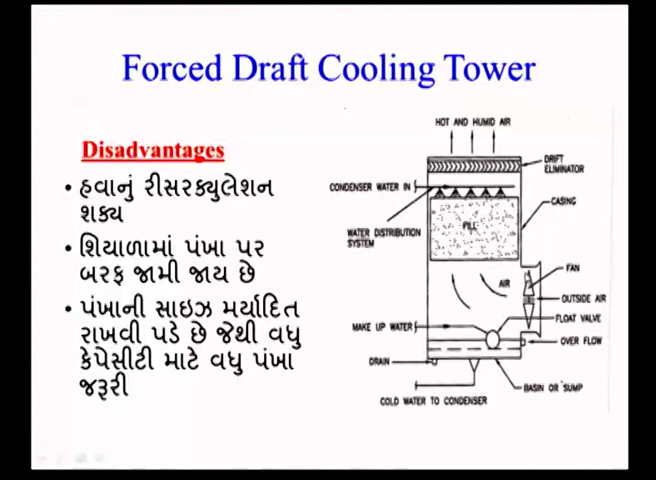 Forced Draft Cooling Tower
Disadvantages
• હવાનું રીસરક્યુલેશન
શક્ય
• શિયાળામાં પંખા પર
બરફ જામી જાય છે
• પંખાની સાઇઝ મર્યાદિત
રાખવી પડે છે જેથી વધુ
કેપેસીટી માટે વધુ પંખા
જરૂરી
HOT AND HUMID AIR
DRIFT
ELIMINATOR
CONDENSER WATER IN
CASING
FILL
WATER DISTRIBUTION
SYSTEM
FAN
AIR
OUTSIDE AIR
FLOAT VALVE
MAKE UP WATER
OVER FLOW
DRAIN
BASIN OR SUMP
COLD WATER TO CONDENSER